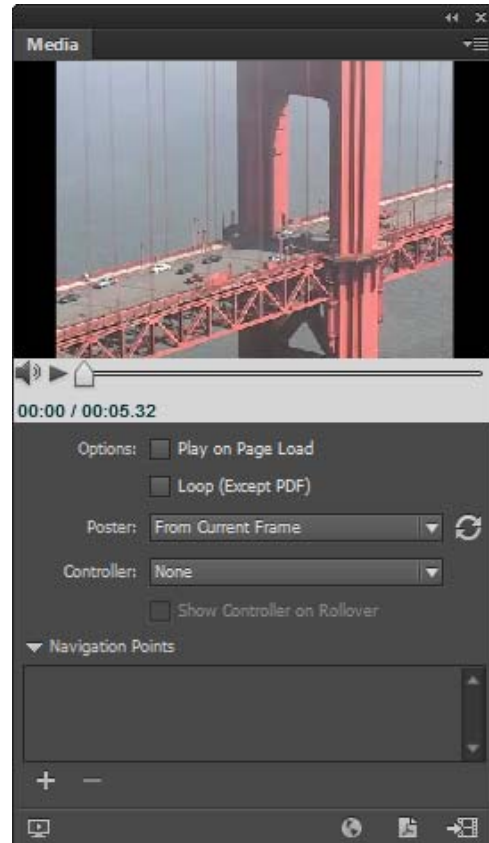 Media
00:00 / 00:05.32
Options: Play on Page Load
Loop (Except PDF)
Poster: From Current Frame
Controller: None
Show Controller on Rollover
Navigation Points